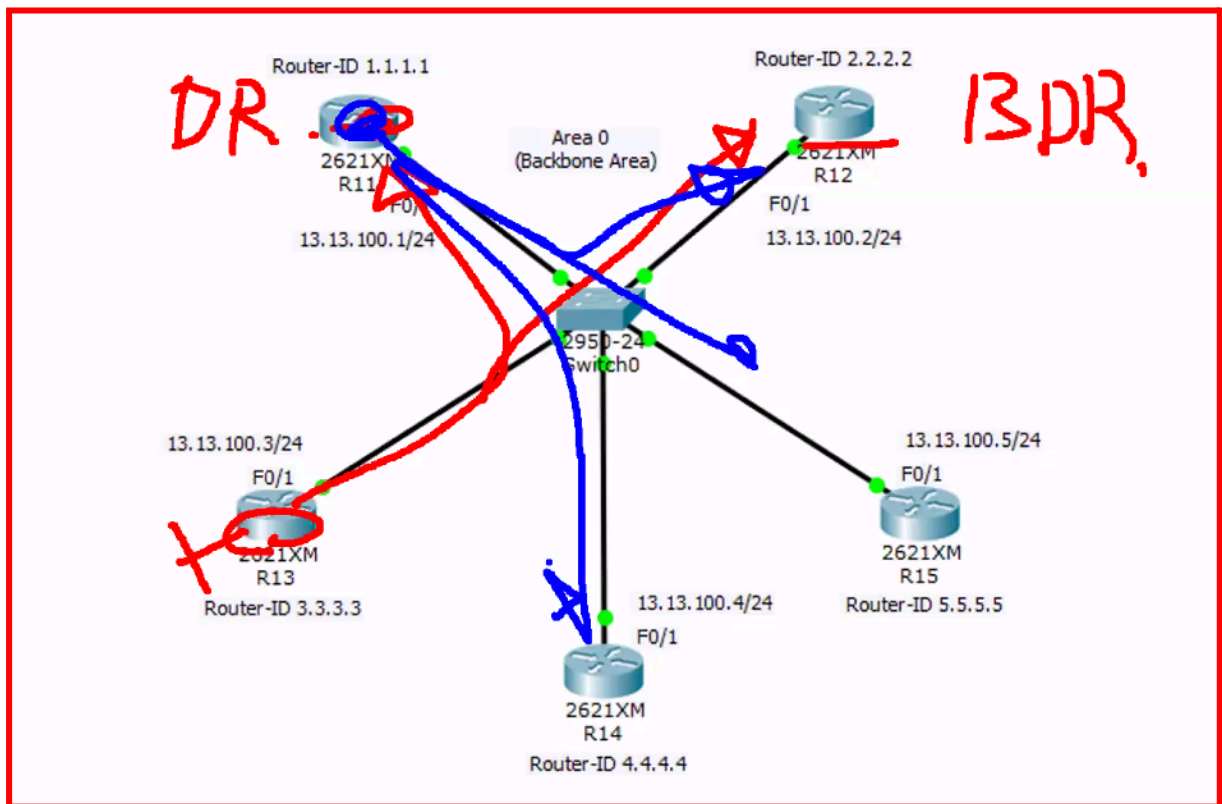 Router-ID 1.1.1.1
Router-ID 2.2.2.2
DR
BDR,
Area 0
(Backbone Area)
2621XM
R11
F0/
13.13.100.1/24
2621XM
R12
F0/1
13.13.100.2/24
2950-24
Switch0
13.13.100.3/24
F0/1
2621XM
R13
Router-ID 3.3.3.3
13.13.100.5/24
F0/1
2621XM
R15
Router-ID 5.5.5.5
13.13.100.4/24
F0/1
2621XM
R14
Router-ID 4.4.4.4